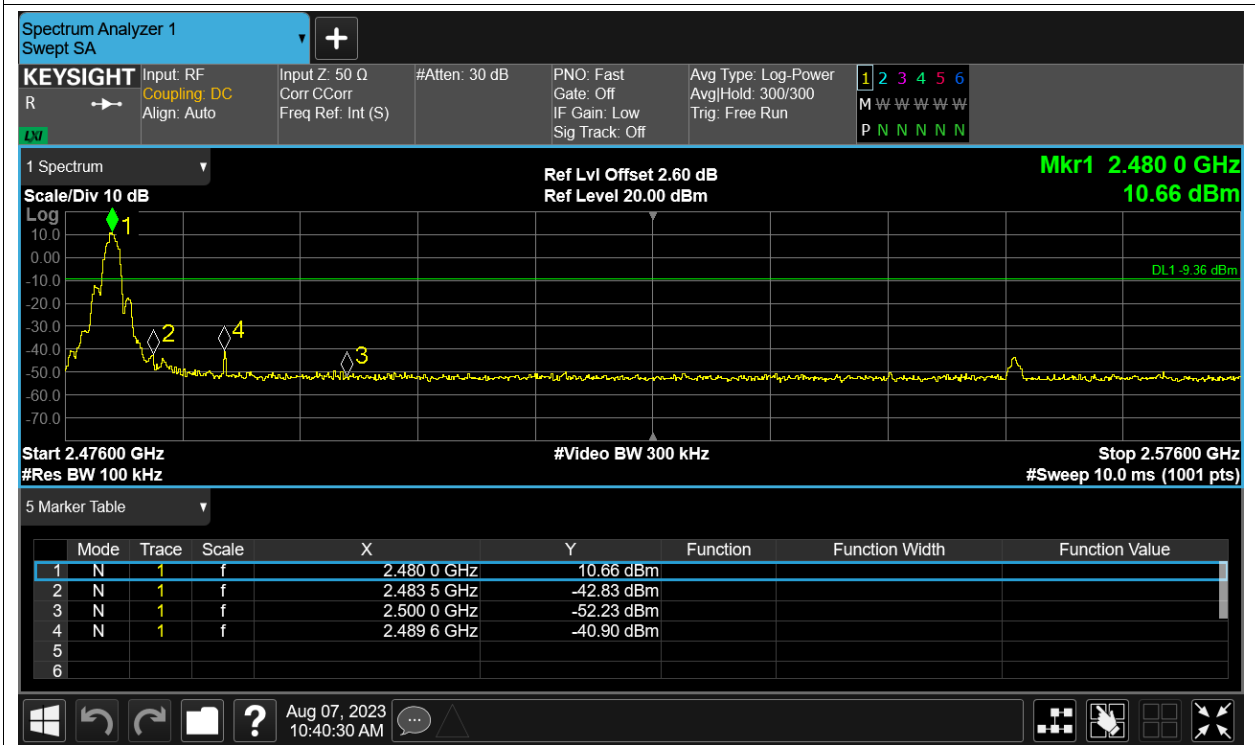 Spectrum Analyzer 1
Swept SA
+
KEYSIGHT Input: RF Input Z: 50 Ω #Atten: 30 dB PNO: Fast Avg Type: Log-Power 1 2 3 4 5 6
R Coupling: DC Corr CCorr Gate: Off Avg|Hold: 300/300 M W W W W W W
Align: Auto Freq Ref: Int (S) IF Gain: Low Trig: Free Run
LXI Sig Track: Off P N N N N N N
1 Spectrum Ref Lvl Offset 2.60 dB Mkr1 2.480 0 GHz
Scale/Div 10 dB Ref Level 20.00 dBm 10.66 dBm
Log
1
10.0
0.00
DL1 -9.36 dBm
-10.0
-20.0
-30.0
2 4
-40.0
3
-50.0
-60.0
-70.0
Start 2.47600 GHz #Video BW 300 kHz Stop 2.57600 GHz
#Res BW 100 kHz #Sweep 10.0 ms (1001 pts)
5 Marker Table
Mode Trace Scale X Y Function Function Width Function Value
1 N 1 f 2.480 0 GHz 10.66 dBm
2 N 1 f 2.483 5 GHz -42.83 dBm
3 N 1 f 2.500 0 GHz -52.23 dBm
4 N 1 f 2.489 6 GHz -40.90 dBm
5
6
? Aug 07, 2023
10:40:30 AM